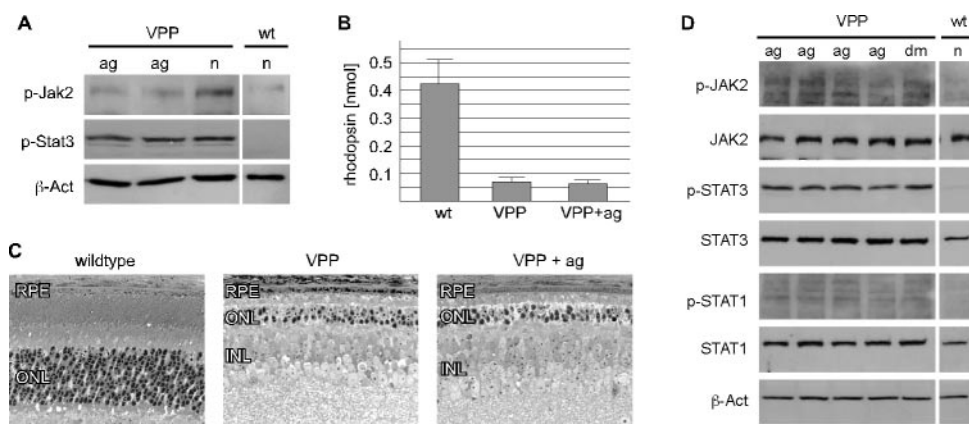 A
VPP
wt
ag ag n n
p-Jak2
p-Stat3
β-Act
B
rhodopsin [nmol]
0.5
0.4
0.3
0.2
0.1
wt VPP VPP+ag
C
wildtype VPP VPP + ag
RPE RPE RPE
ONL ONL ONL
INL INL
D
VPP wt
ag ag ag ag dm n
p-JAK2
JAK2
p-STAT3
STAT3
p-STAT1
STAT1
β-Act